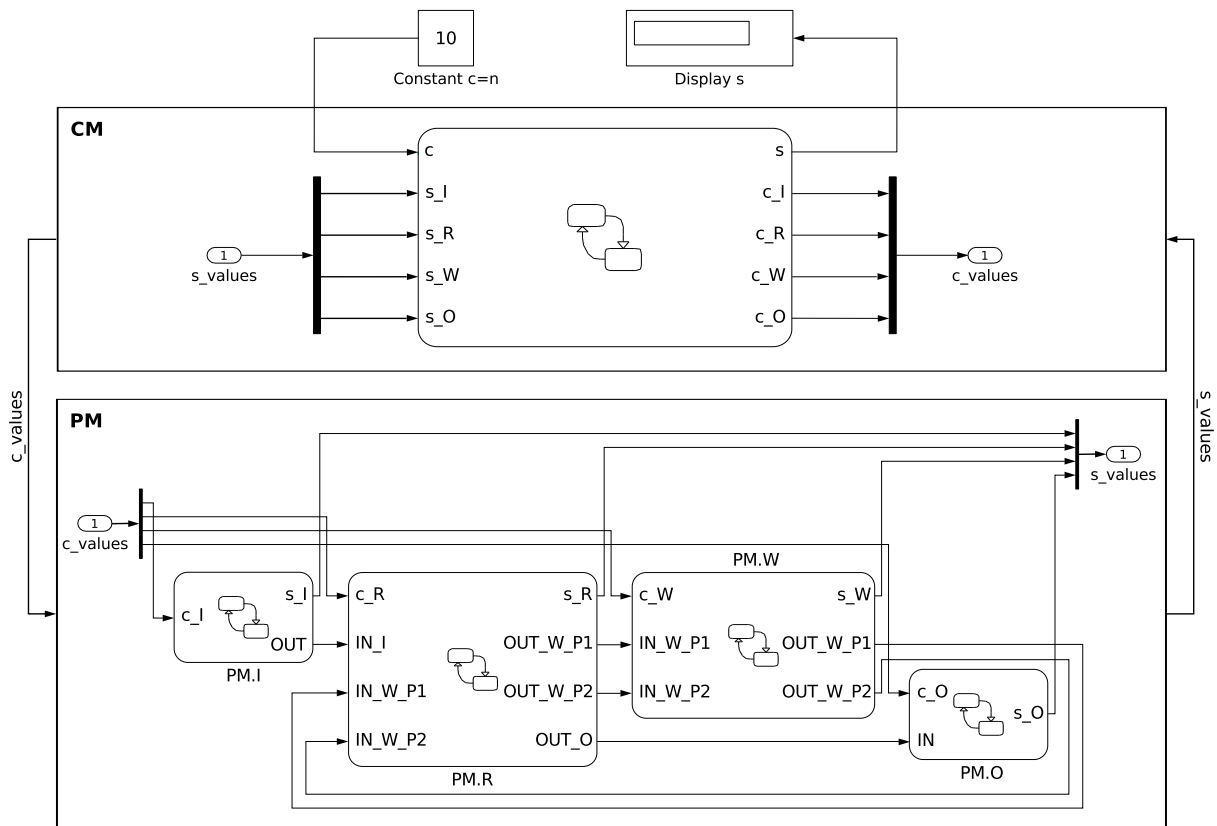 10
Constant c=n
Display s
CM
c
s
s_I
c_I
s_R
c_R
1
s_values
1
c_values
s_W
c_W
s_O
c_O
c_values
s_values
PM
1
s_values
1
c_values
PM.W
c_I
s_I
OUT
PM.I
c_R
s_R
IN_I
OUT_W_P1
IN_W_P1
OUT_W_P2
IN_W_P2
OUT_O
PM.R
c_W
s_W
IN_W_P1
OUT_W_P1
IN_W_P2
OUT_W_P2
c_O
s_O
IN
PM.O